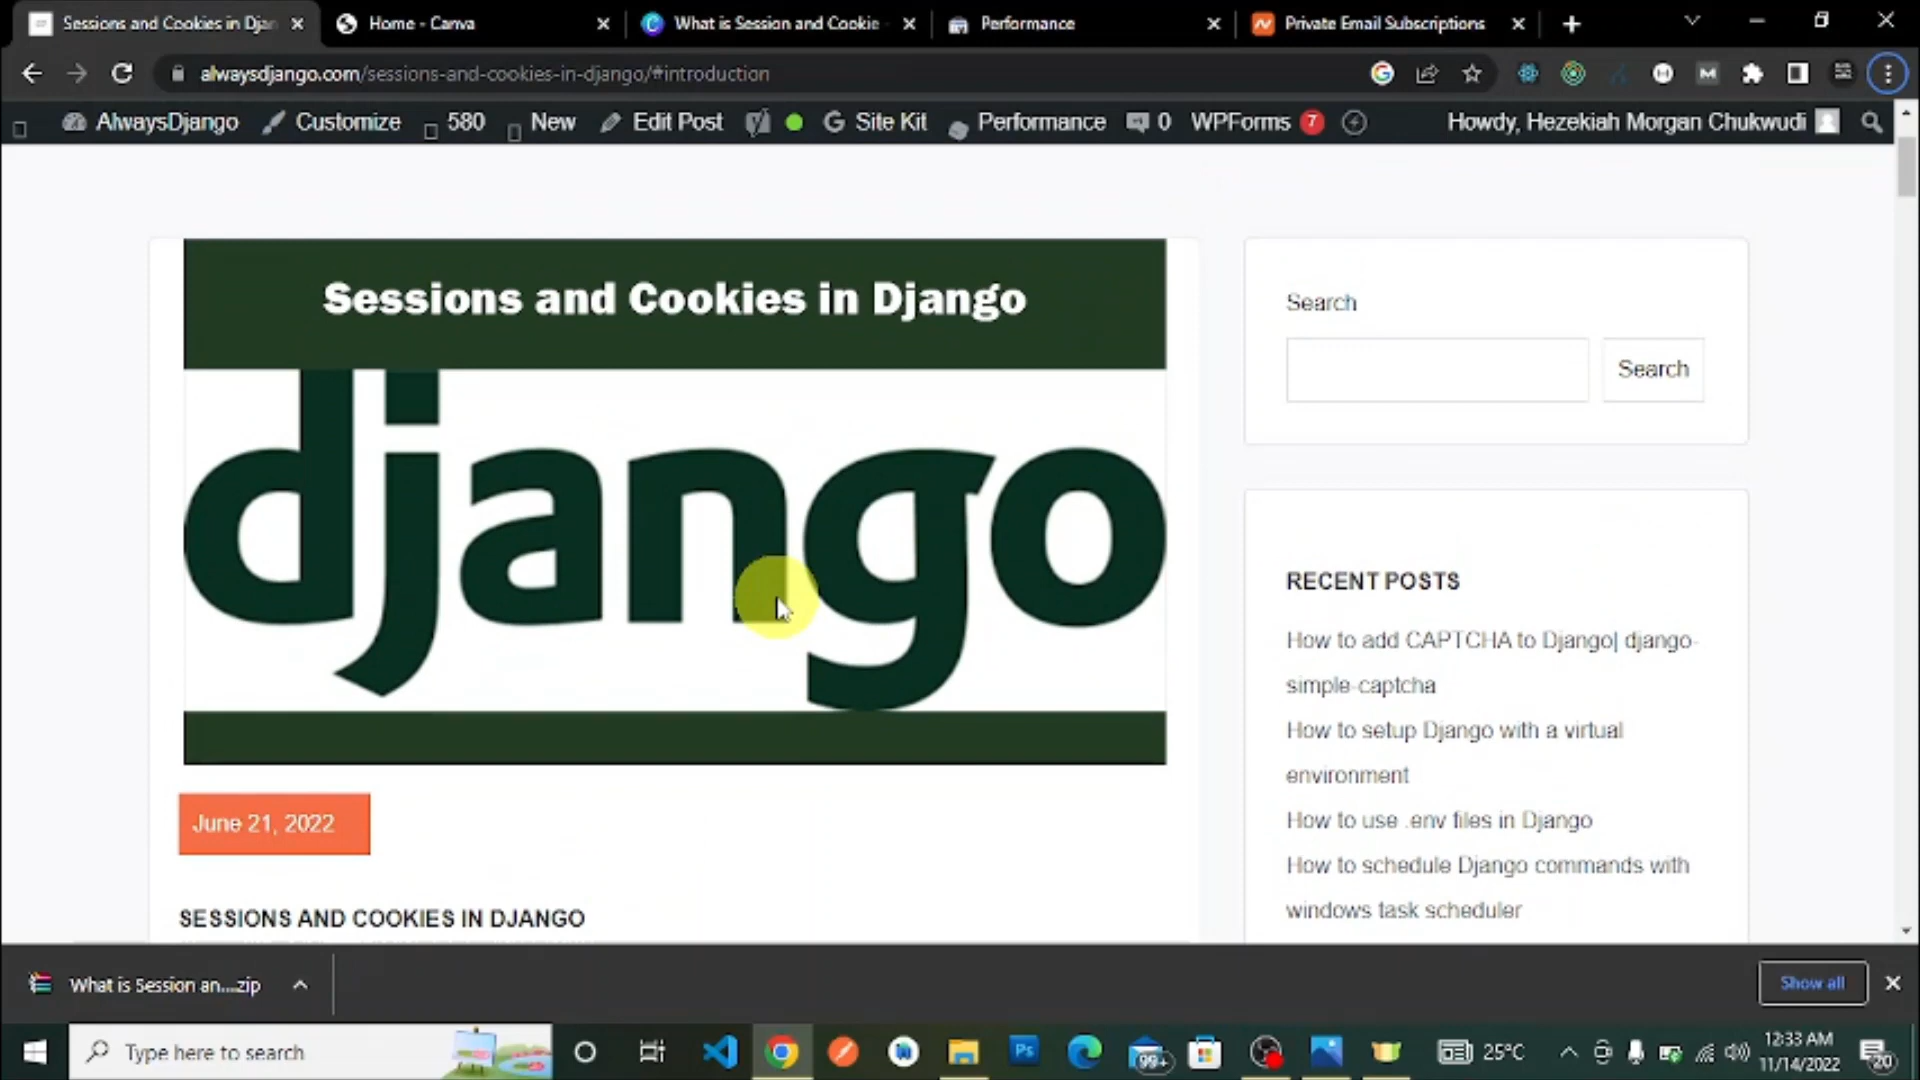 Sessions and Cookies in Djan
Home - Canva
What is Session and Cookie -
Performance
Private Email Subscriptions
alwaysdjango.com/sessions-and-cookies-in-django/#introduction
AlwaysDjango
Customize
580
New
Edit Post
Site Kit
Performance
0
WPForms 7
Howdy, Hezekiah Morgan Chukwudi
Sessions and Cookies in Django
django
June 21, 2022
SESSIONS AND COOKIES IN DJANGO
Search
Search
RECENT POSTS
How to add CAPTCHA to Django| django-
simple-captcha
How to setup Django with a virtual
environment
How to use .env files in Django
How to schedule Django commands with
windows task scheduler
What is Session an....zip
Show all
Type here to search
Ps
99+
25°C
12:33 AM
11/14/2022
20